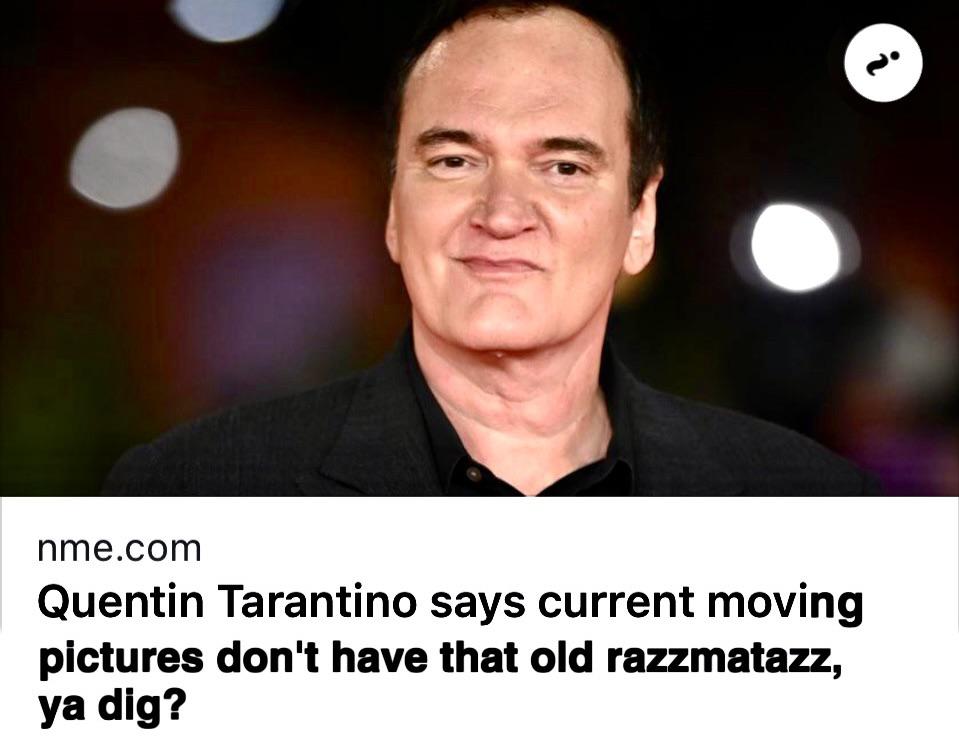 nme.com
Quentin Tarantino says current moving
pictures don't have that old razzmatazz,
ya dig?